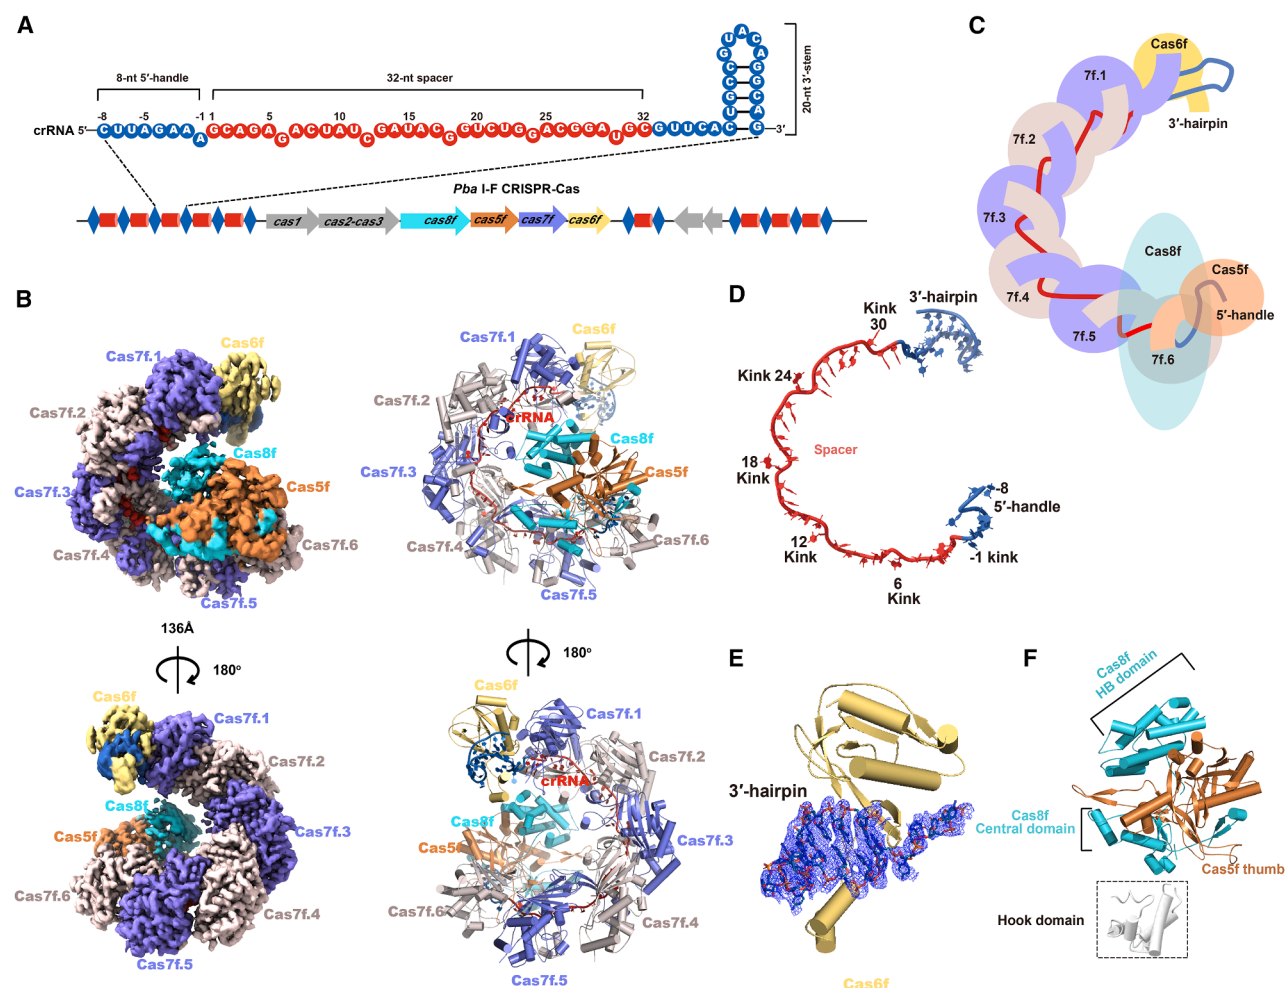 A
8-nt 5′-handle
32-nt spacer
20-nt 3′-stem
-8
-5
-1
1
5
10
15
20
25
28
32
crRNA 5′
CUUAGAAA
GCAGAGACUAUCGAUAGGUCUGGACGGAUGC
GUUCAC
3′
Pba I-F CRISPR-Cas
cas1
cas2-cas3
cas8f
cas5f
cas7f
cas6f
B
Cas7f.1
Cas6f
Cas7f.2
Cas8f
Cas7f.3
Cas5f
Cas7f.4
Cas7f.6
Cas7f.5
Cas7f.1
Cas6f
Cas7f.2
crRNA
Cas8f
Cas7f.3
Cas5f
Cas7f.4
Cas7f.6
Cas7f.5
136Å
180°
180°
Cas6f
Cas7f.1
Cas7f.2
Cas8f
Cas7f.3
Cas5f
Cas7f.6
Cas7f.4
Cas7f.5
Cas6f
Cas7f.1
Cas7f.2
crRNA
Cas8f
Cas7f.3
Cas5
Cas7f.6
Cas7f.4
Cas7f.5
C
Cas6f
7f.1
3′-hairpin
7f.2
7f.3
Cas8f
Cas5f
7f.4
5′-handle
7f.5
7f.6
D
Kink
30
3′-hairpin
Kink 24
Spacer
18
Kink
-8
5′-handle
12
Kink
-1 kink
6
Kink
E
3′-hairpin
Cas6f
F
Cas8f
HB domain
Cas8f
Central domain
Cas5f thumb
Hook domain